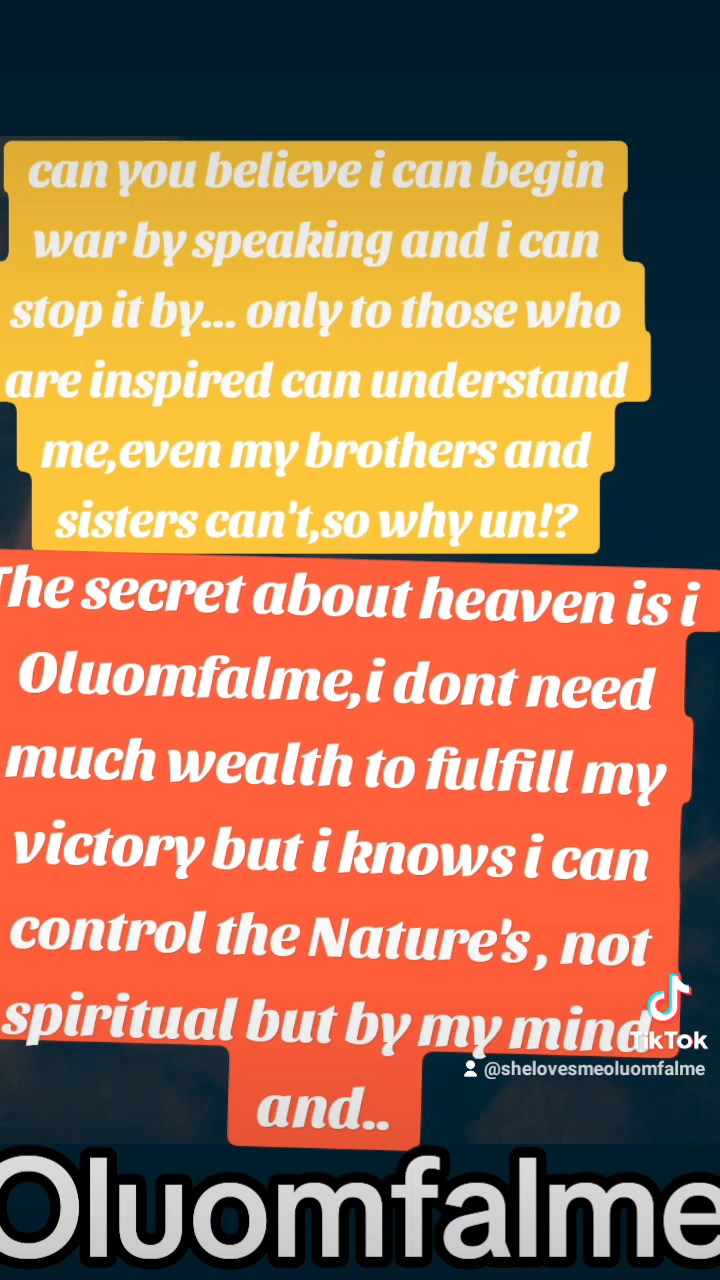 can you believe i can begin
war by speaking and i can
stop it by... only to those who
are inspired can understand
me,even my brothers and
sisters can't,so why un!?
The secret about heaven is i
Oluomfalme,i dont need
much wealth to fulfill my
victory but i knows i can
control the Nature's , not
spiritual but by my mind
and..
TikTok
@shelovesmeoluomfalme
Oluomfalme